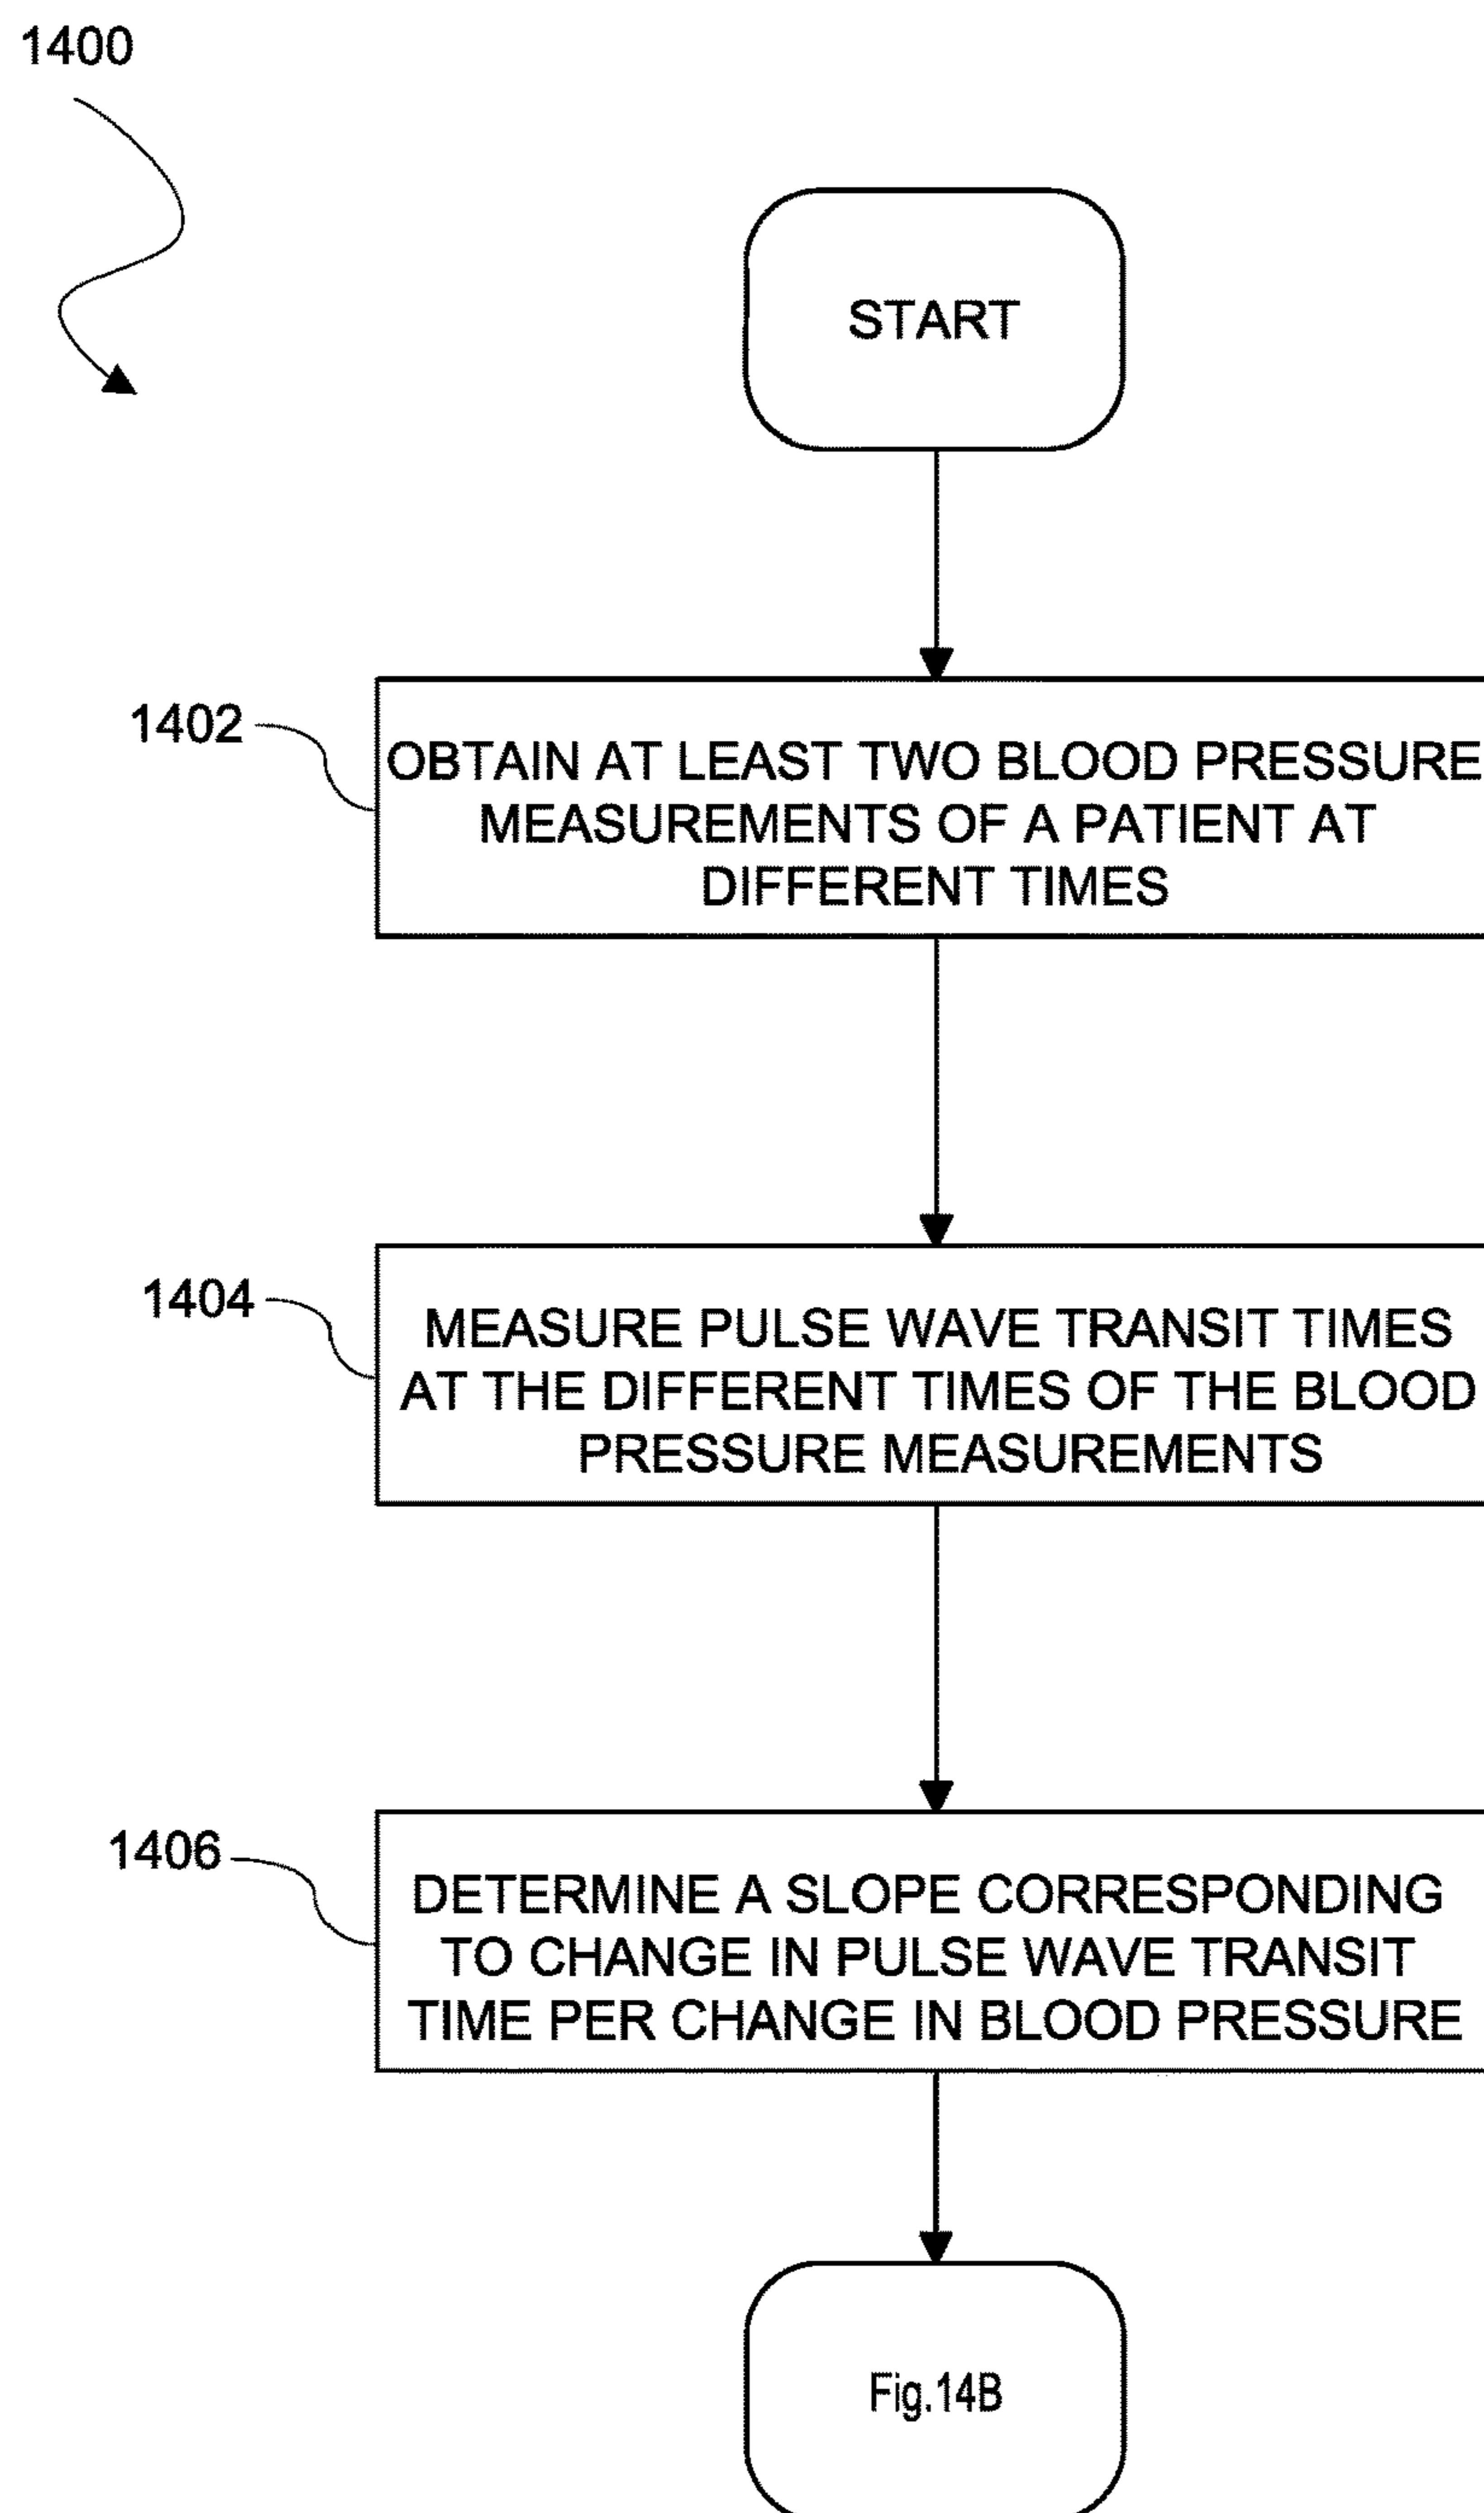 1400
START
1402
OBTAIN AT LEAST TWO BLOOD PRESSURE
MEASUREMENTS OF A PATIENT AT
DIFFERENT TIMES
1404
MEASURE PULSE WAVE TRANSIT TIMES
AT THE DIFFERENT TIMES OF THE BLOOD
PRESSURE MEASUREMENTS
1406
DETERMINE A SLOPE CORRESPONDING
TO CHANGE IN PULSE WAVE TRANSIT
TIME PER CHANGE IN BLOOD PRESSURE
Fig.14B